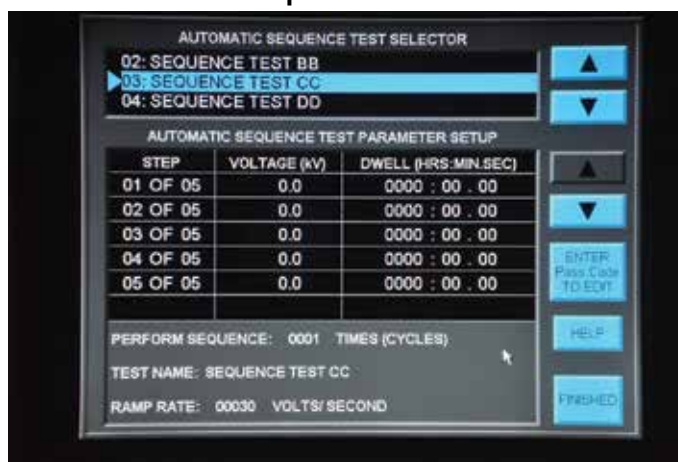 AUTOMATIC SEQUENCE TEST SELECTOR
02: SEQUENCE TEST BB
03: SEQUENCE TEST CC
04: SEQUENCE TEST DD
AUTOMATIC SEQUENCE TEST PARAMETER SETUP
STEP VOLTAGE (kV) DWELL (HRS:MIN.SEC)
01 OF 05 0.0 0000 : 00 . 00
02 OF 05 0.0 0000 : 00 . 00
03 OF 05 0.0 0000 : 00 . 00
04 OF 05 0.0 0000 : 00 . 00
05 OF 05 0.0 0000 : 00 . 00
ENTER
Pass Code
TO EDIT
PERFORM SEQUENCE: 0001 TIMES (CYCLES)
HELP
TEST NAME: SEQUENCE TEST CC
RAMP RATE: 00030 VOLTS/ SECOND
FINISHED